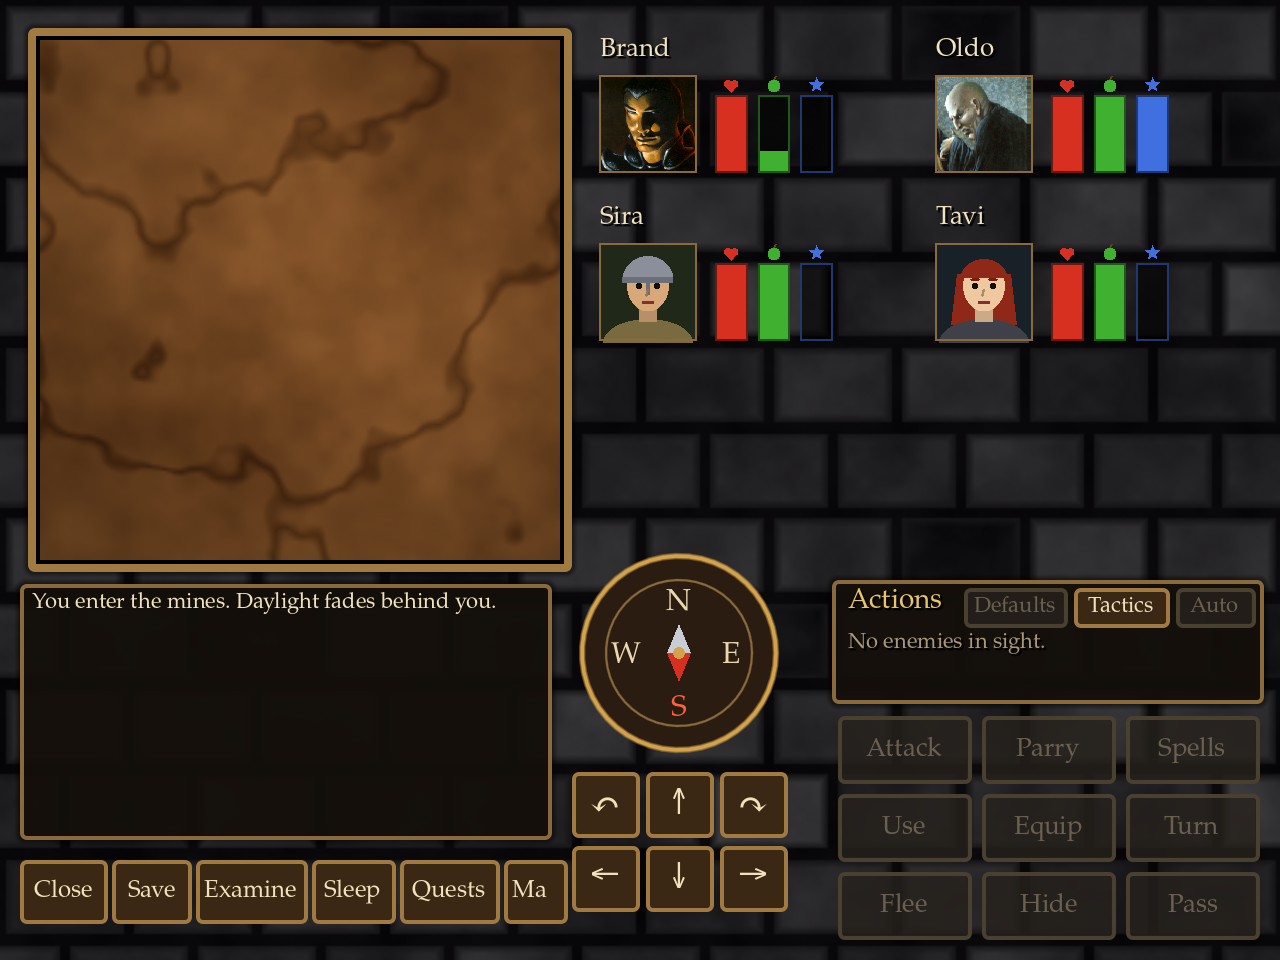 Brand
Oldo
Sira
Tavi
You enter the mines. Daylight fades behind you.
N
W
E
S
Actions
Defaults
Tactics
Auto
No enemies in sight.
Attack
Parry
Spells
Use
Equip
Turn
Flee
Hide
Pass
Close
Save
Examine
Sleep
Quests
Ma